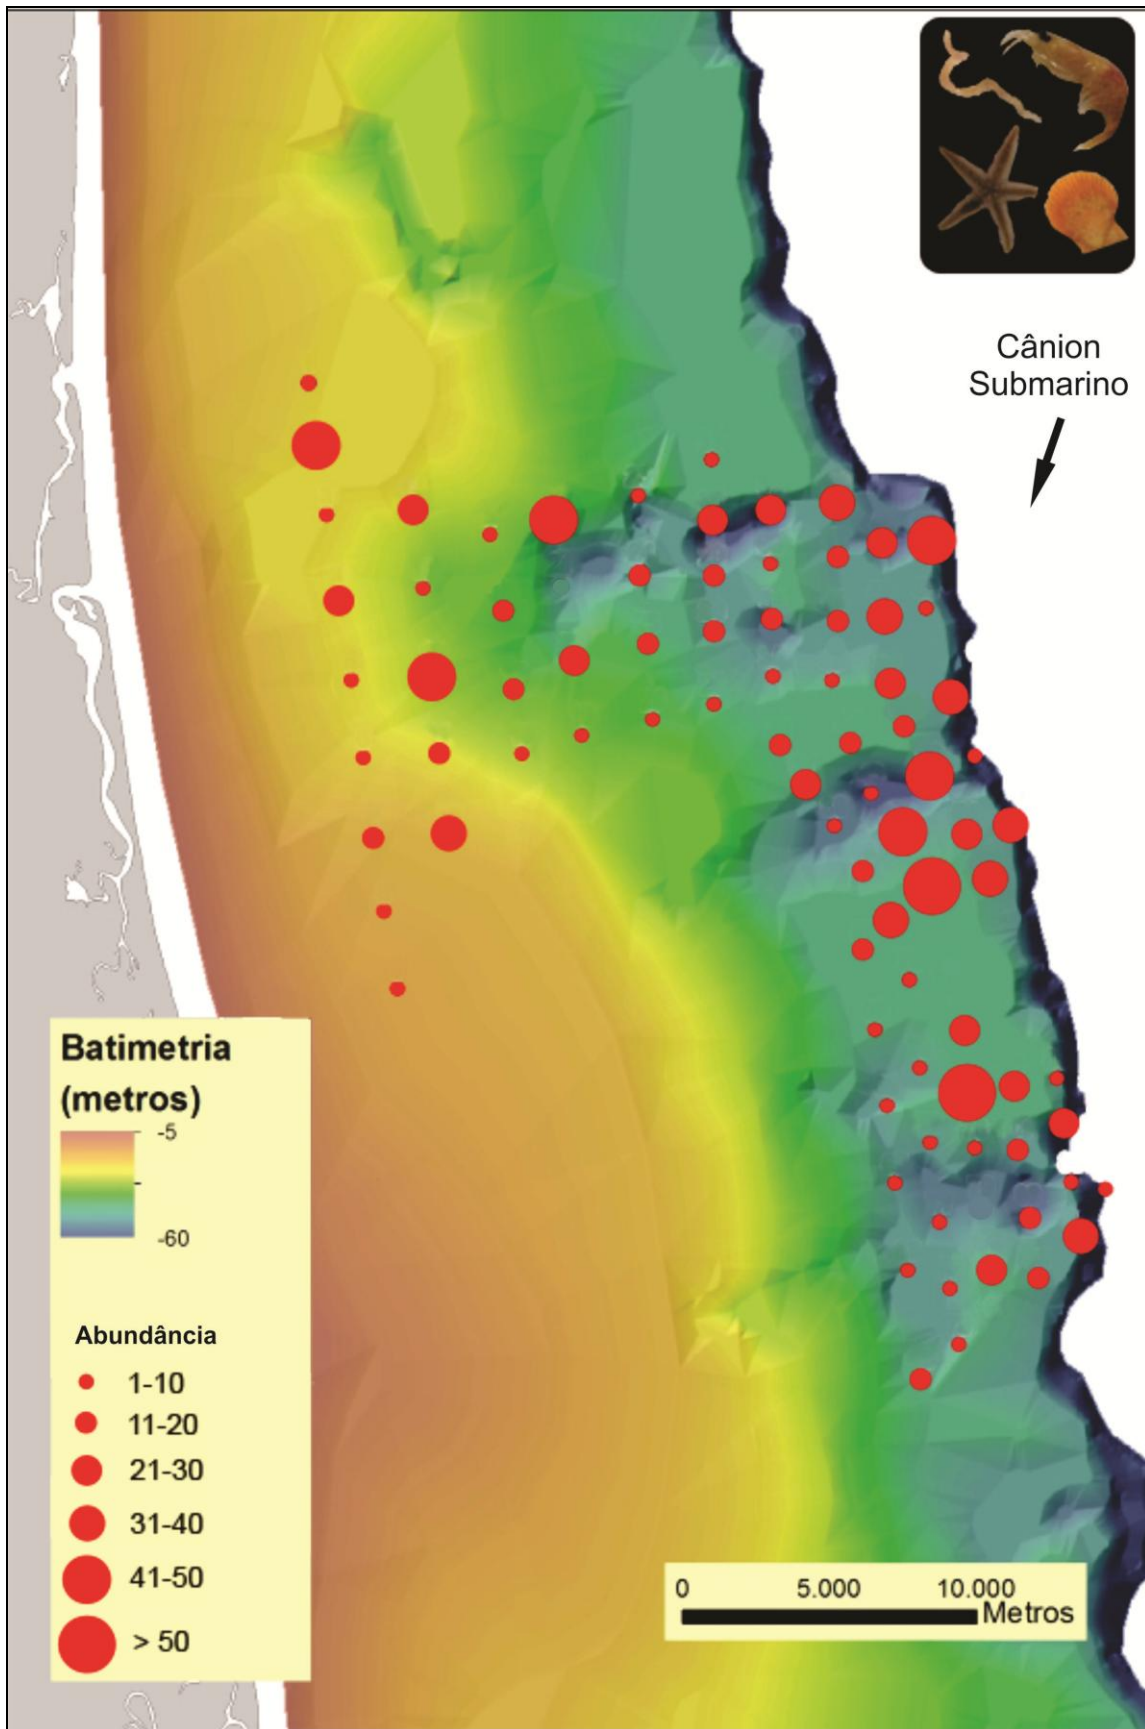 Cânion
Submarino
Batimetria
(metros)
-5
-60
Abundância
1-10
11-20
21-30
31-40
41-50
> 50
0 5.000 10.000
Metros